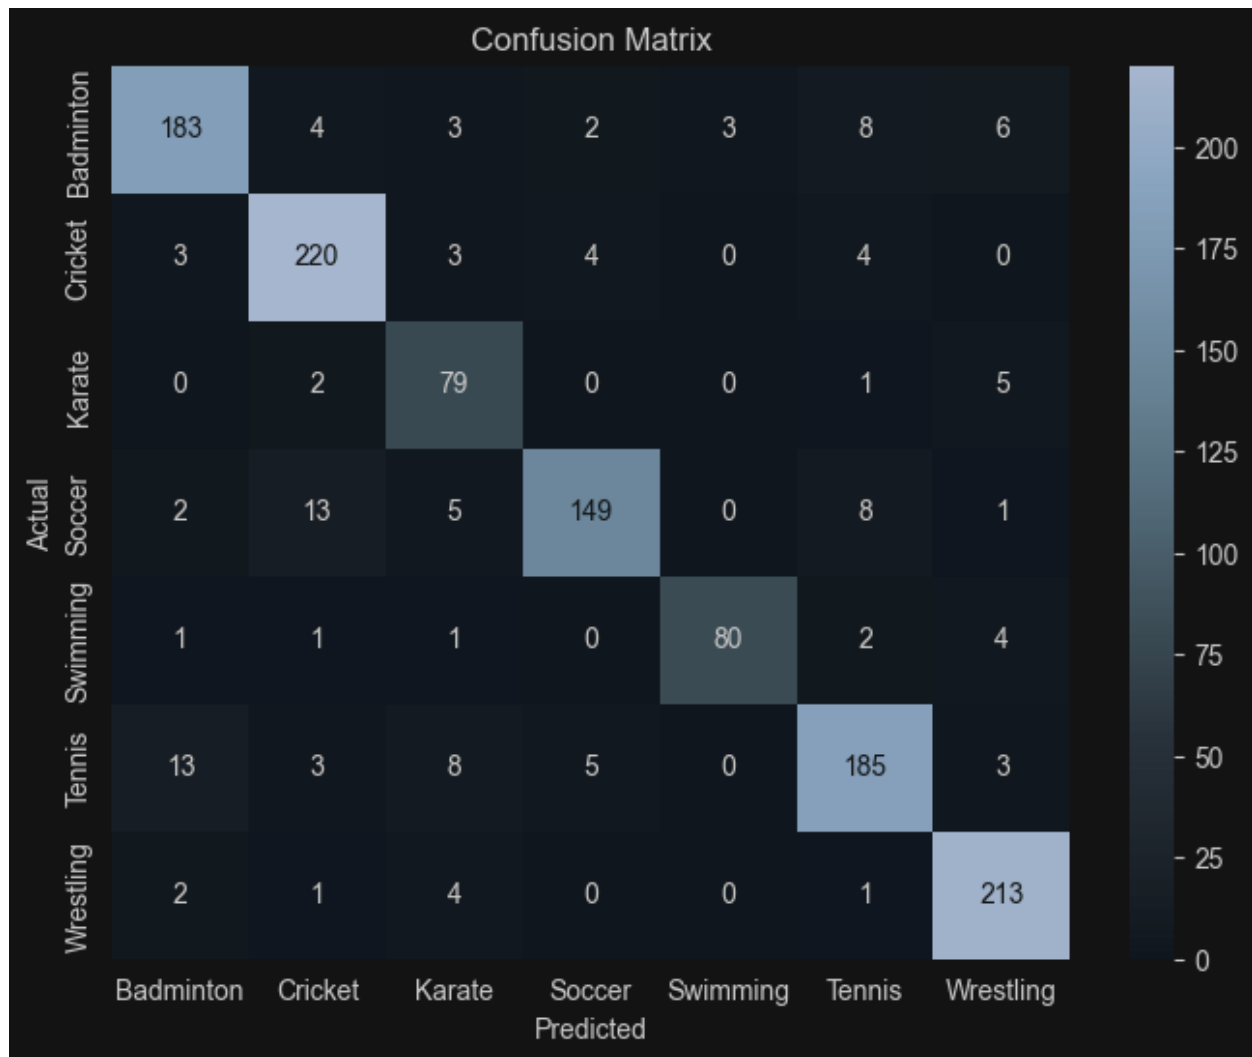 Confusion Matrix
Actual
Badminton 183 4 3 2 3 8 6
Cricket 3 220 3 4 0 4 0
Karate 0 2 79 0 0 1 5
Soccer 2 13 5 149 0 8 1
Swimming 1 1 1 0 80 2 4
Tennis 13 3 8 5 0 185 3
Wrestling 2 1 4 0 0 1 213
Badminton Cricket Karate Soccer Swimming Tennis Wrestling
Predicted
200
175
150
125
100
75
50
25
0